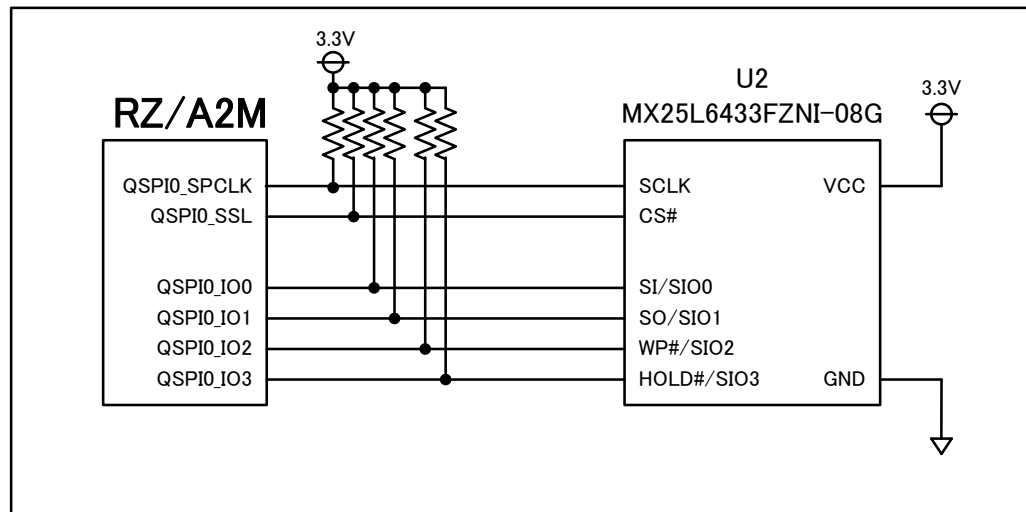 3.3V
U2
3.3V
RZ/A2M
MX25L6433FZNI-08G
QSPI0_SPCLK
SCLK
VCC
QSPI0_SSL
CS#
QSPI0_IO0
SI/SIO0
QSPI0_IO1
SO/SIO1
QSPI0_IO2
WP#/SIO2
QSPI0_IO3
HOLD#/SIO3
GND